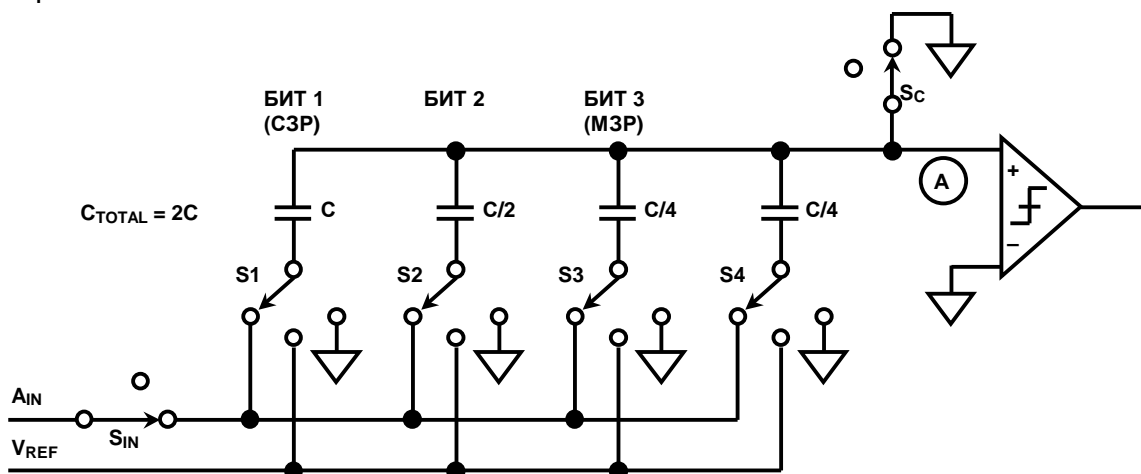 БИТ 1
(СЗР)
БИТ 2
БИТ 3
(МЗР)
SC
A
+
–
CTOTAL = 2C
C
C/2
C/4
C/4
S1
S2
S3
S4
AIN
SIN
VREF